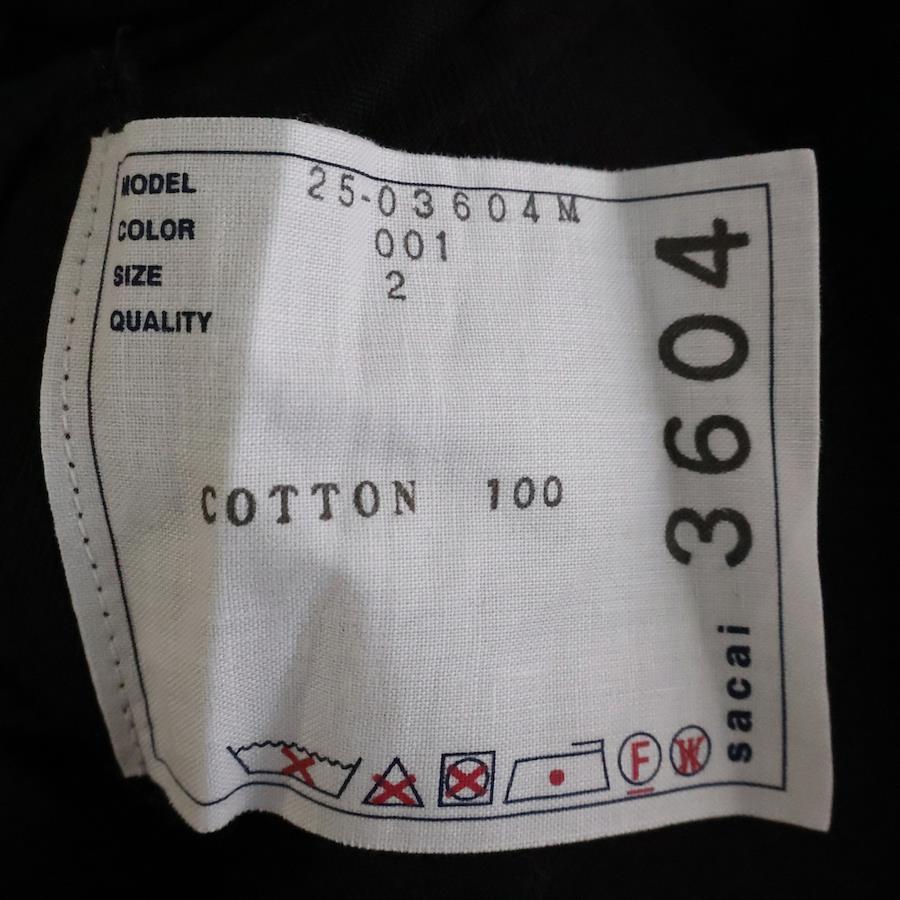 MODEL 25-03604M
COLOR 001
SIZE 2
QUALITY
COTTON 100
F
W
sacai 3604